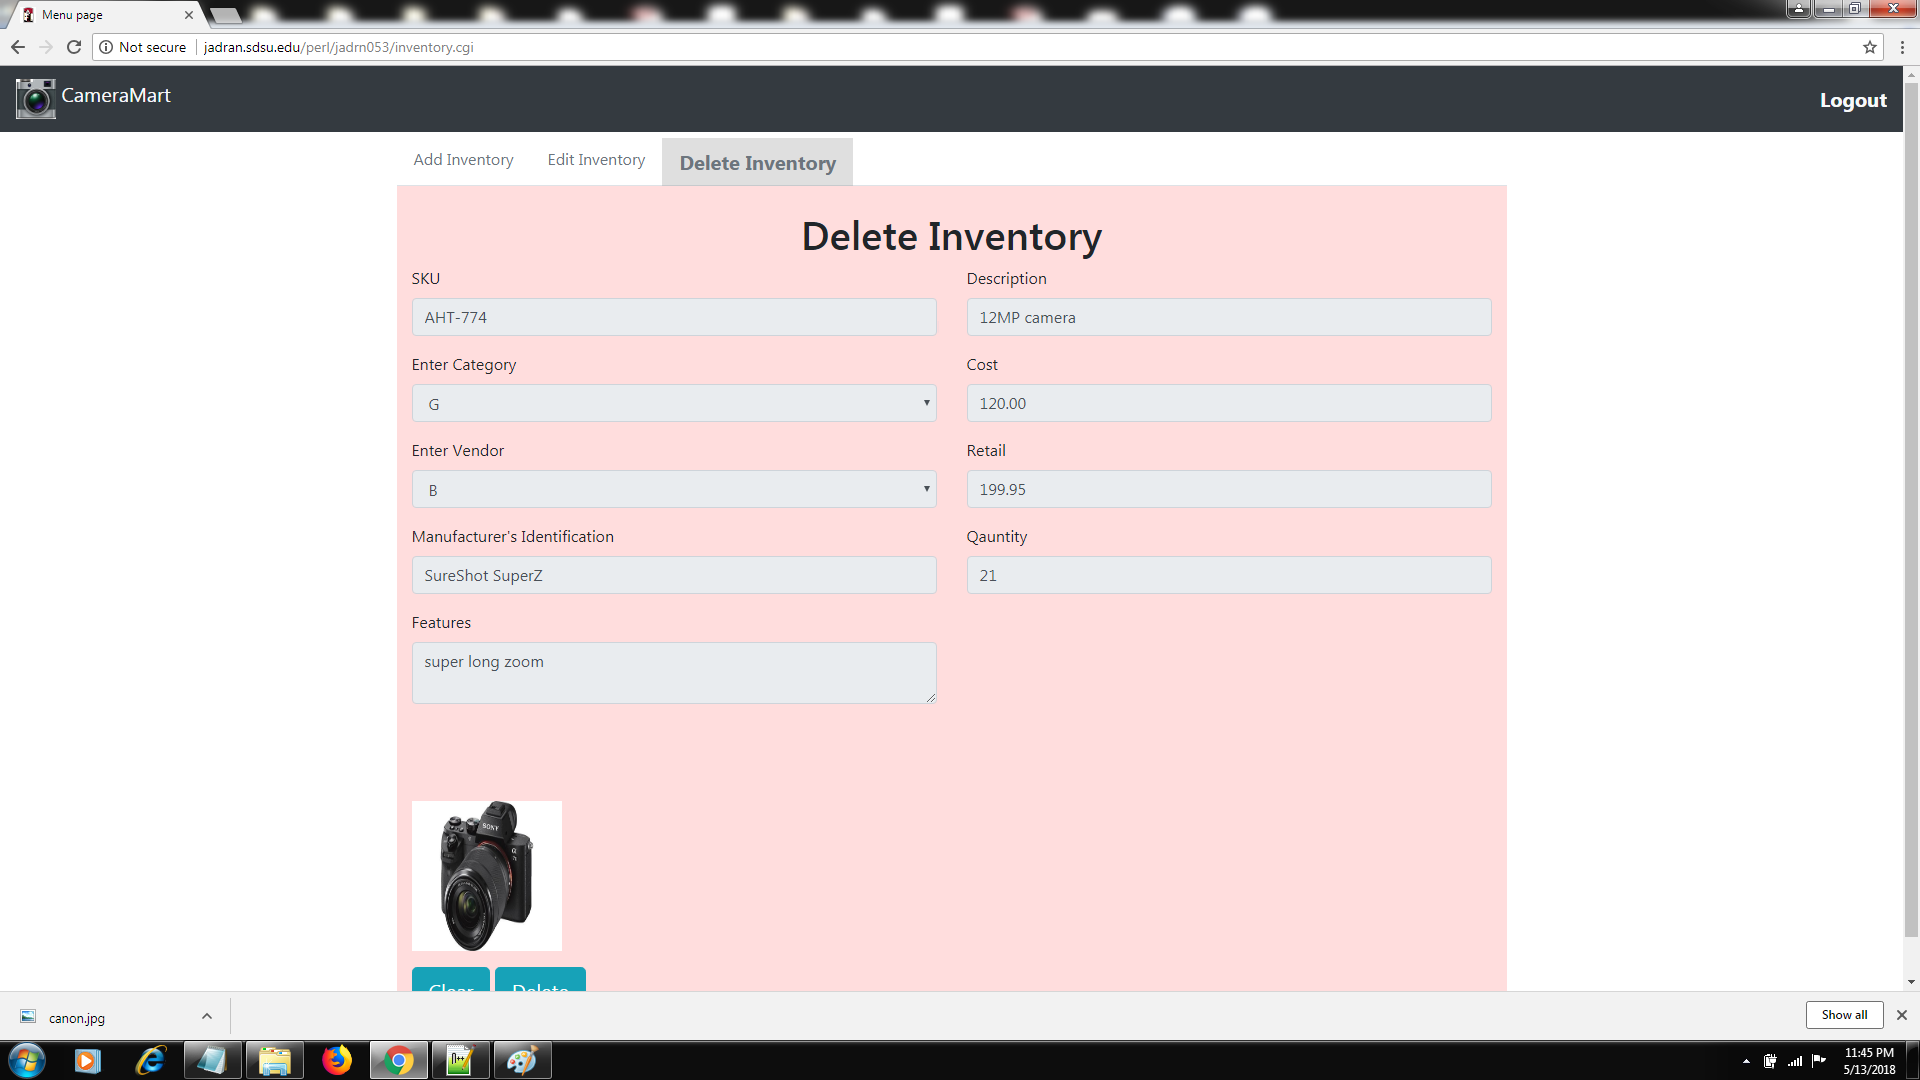 Menu page
Not secure
jadran.sdsu.edu/perl/jadrn053/inventory.cgi
CameraMart
Logout
Add Inventory
Edit Inventory
Delete Inventory
Delete Inventory
SKU
Description
AHT-774
12MP camera
Enter Category
Cost
G
120.00
Enter Vendor
Retail
B
199.95
Manufacturer's Identification
Qauntity
SureShot SuperZ
21
Features
super long zoom
SONY
Clear
Delete
canon.jpg
Show all
11:45 PM
5/13/2018